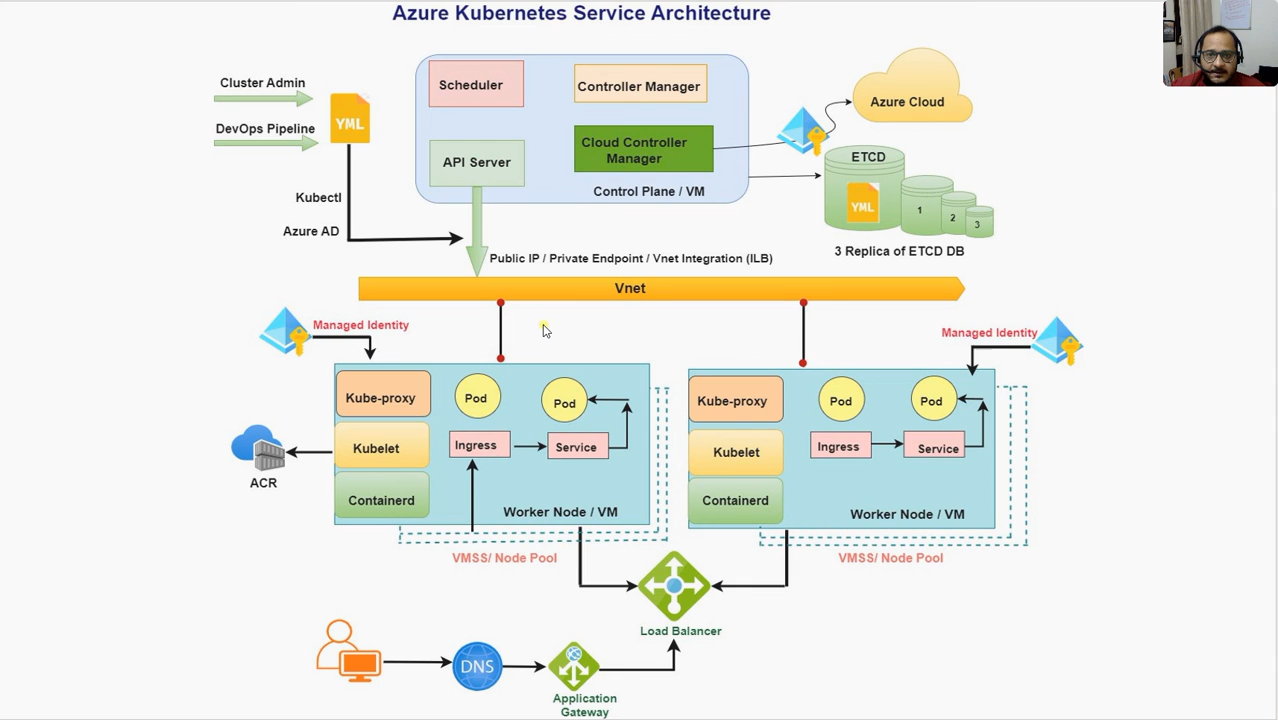 Azure Kubernetes Service Architecture
Cluster Admin
DevOps Pipeline
YML
Kubectl
Azure AD
Scheduler
Controller Manager
API Server
Cloud Controller
Manager
Control Plane / VM
Azure Cloud
ETCD
YML
1
2
3
3 Replica of ETCD DB
Public IP / Private Endpoint / Vnet Integration (ILB)
Vnet
Managed Identity
Managed Identity
Kube-proxy
Pod
Pod
Kubelet
Ingress
Service
Containerd
Worker Node / VM
ACR
VMSS/ Node Pool
Kube-proxy
Pod
Pod
Kubelet
Ingress
Service
Containerd
Worker Node / VM
VMSS/ Node Pool
Load Balancer
DNS
Application
Gateway